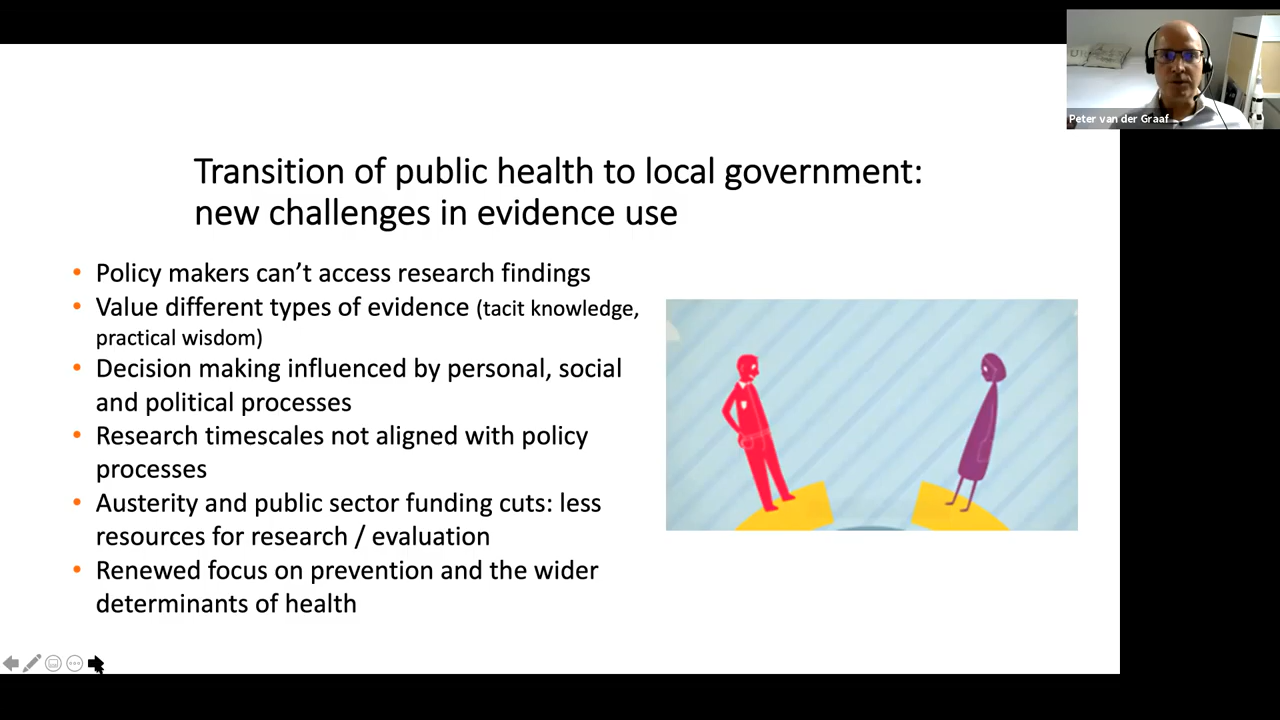 Peter van der Graaf
Transition of public health to local government:
new challenges in evidence use
• Policy makers can’t access research findings
• Value different types of evidence (tacit knowledge,
practical wisdom)
• Decision making influenced by personal, social
and political processes
• Research timescales not aligned with policy
processes
• Austerity and public sector funding cuts: less
resources for research / evaluation
• Renewed focus on prevention and the wider
determinants of health